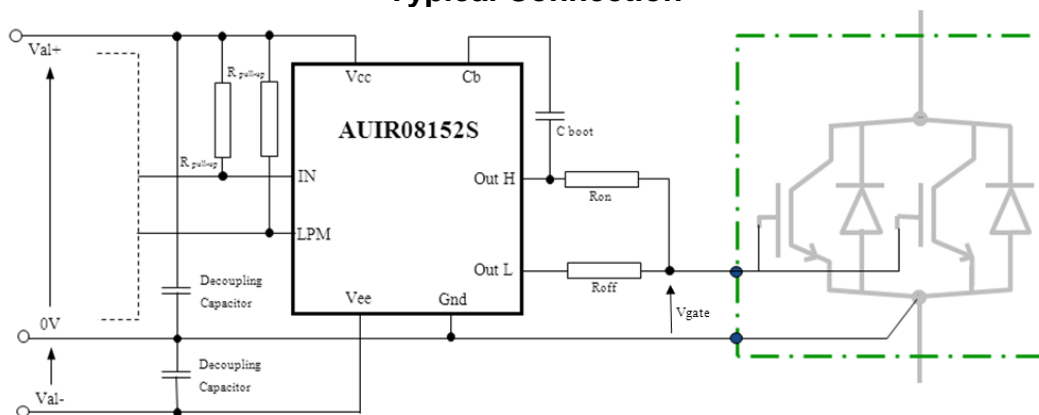 Typical Connection
Val+
R pull-up
Vcc
Cb
AUIR08152S
C boot
R pull-up
IN
Out H
Ron
LPM
Out L
Roff
Decoupling
Capacitor
Vee
Gnd
Vgate
0V
Decoupling
Capacitor
Val-